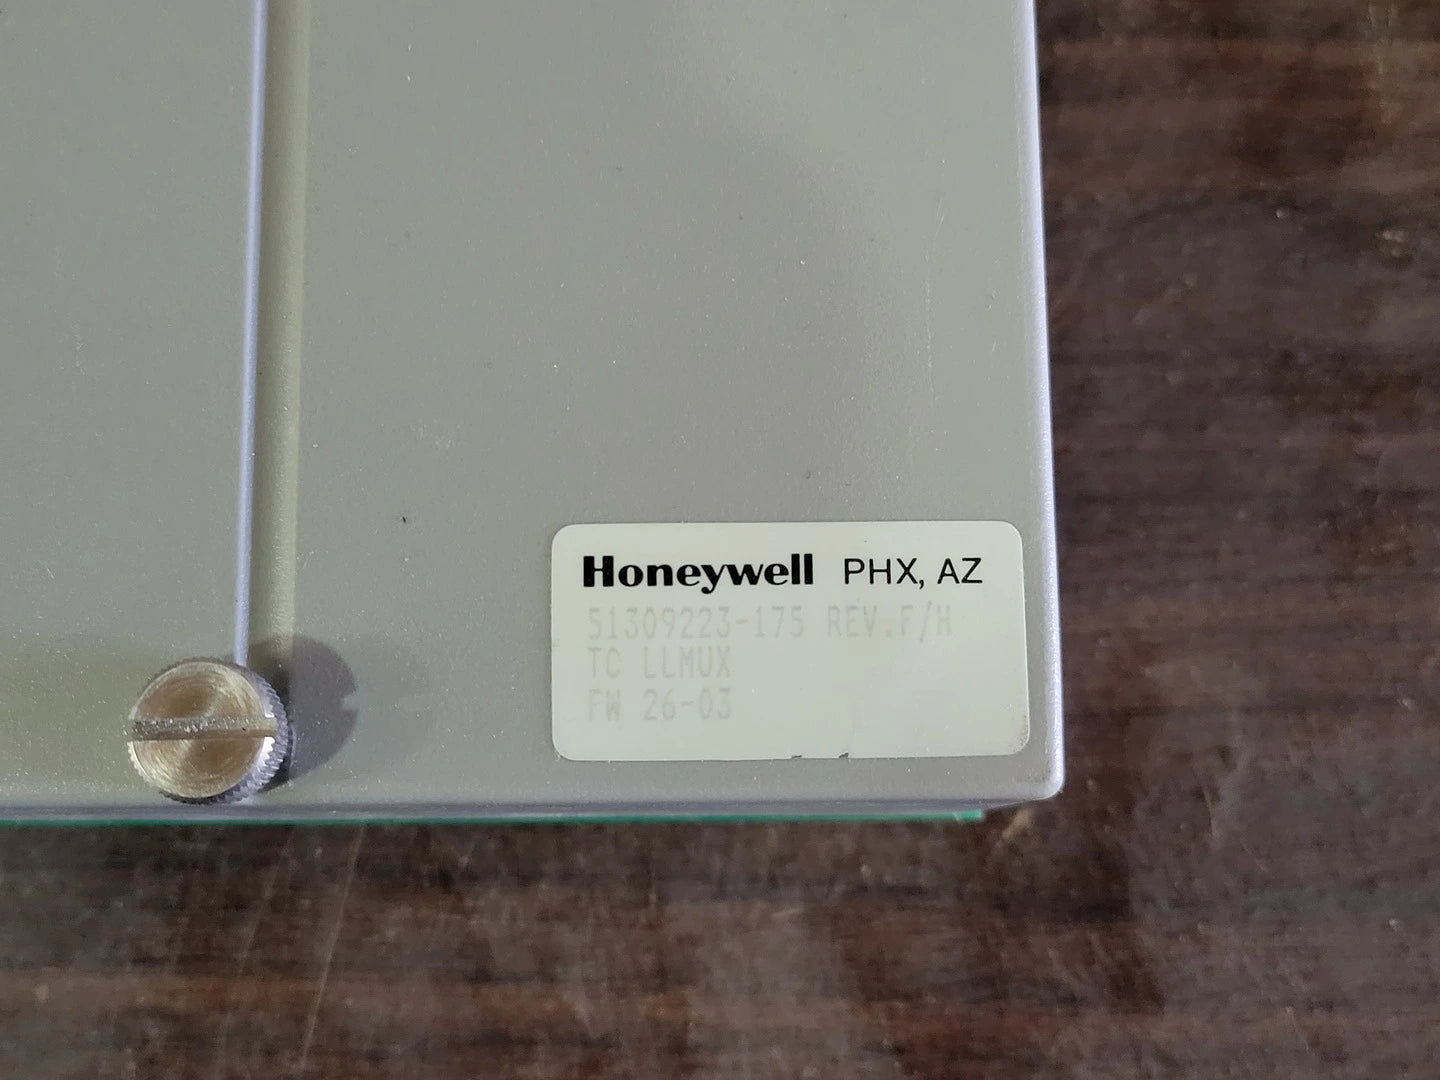 Honeywell PHX, AZ
51309223-175 REV.F/H
TC LLMUX
FW 26-03